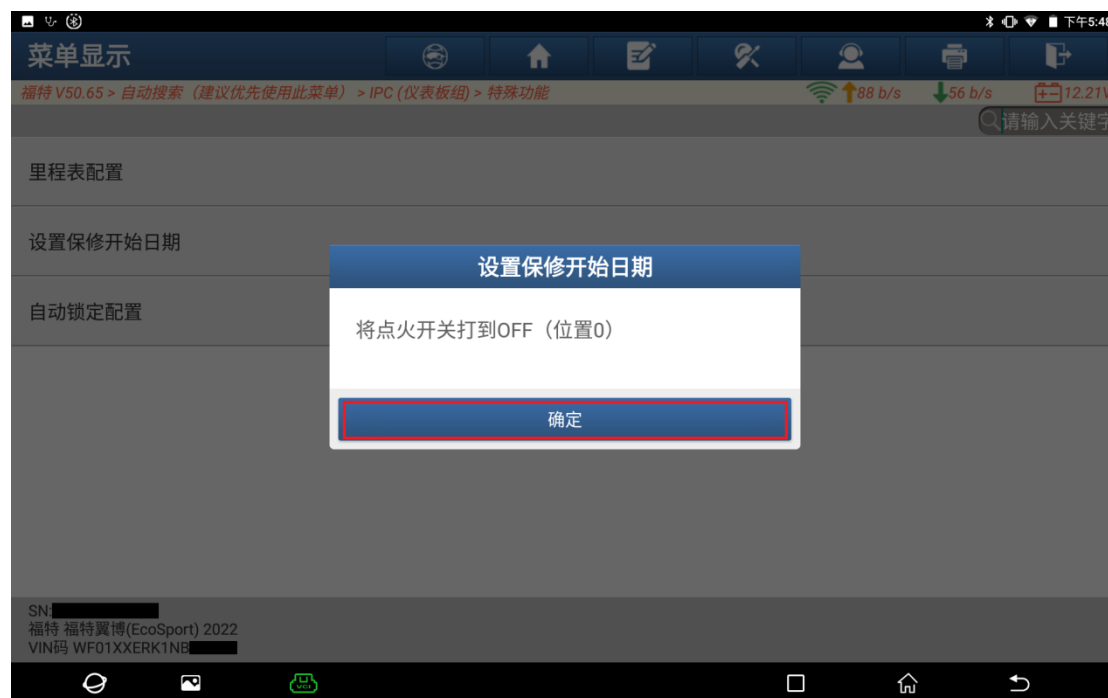 下午5:48
菜单显示
福特 V50.65 > 自动搜索（建议优先使用此菜单） > IPC (仪表板组) > 特殊功能
88 b/s 56 b/s 12.21V
请输入关键字
里程表配置
设置保修开始日期
自动锁定配置
设置保修开始日期
将点火开关打到OFF（位置0）
确定
SN:
福特 福特翼博(EcoSport) 2022
VIN码 WF01XXERK1NB
VCI